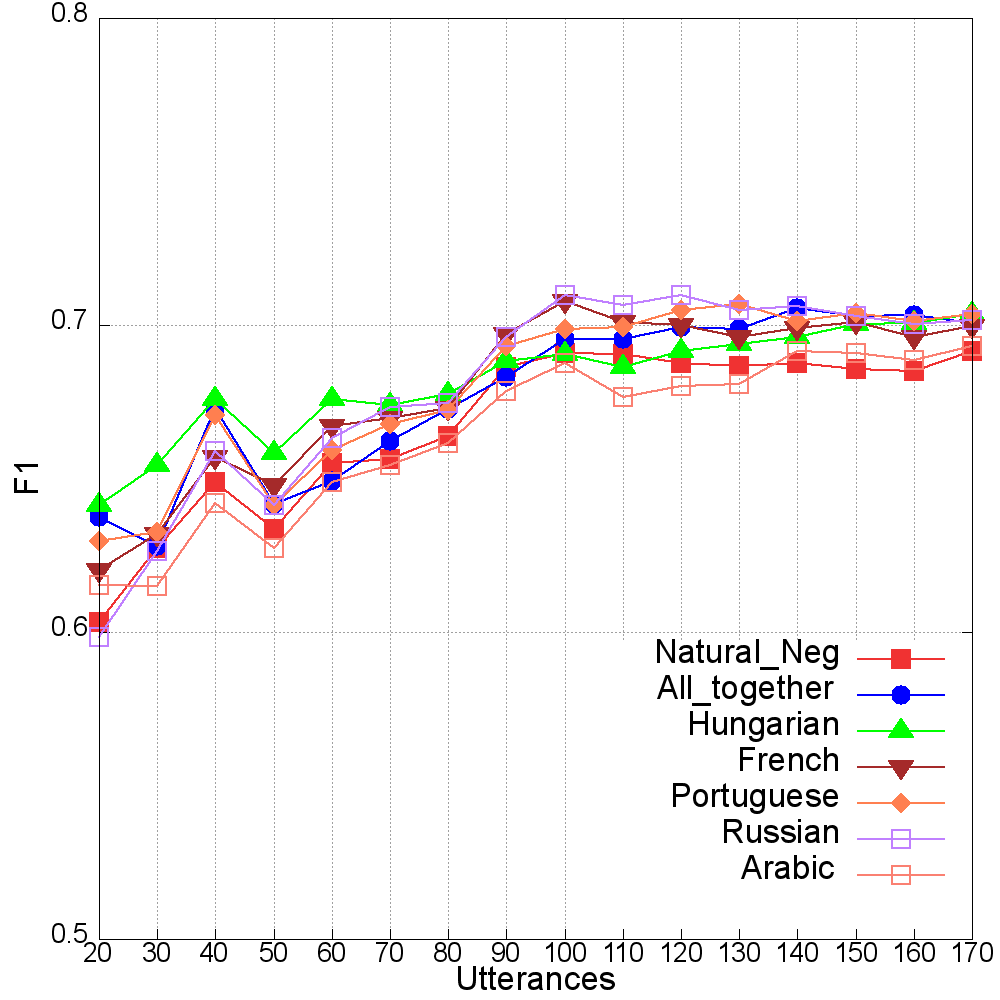 0.8
0.7
0.6
0.5
F1
Natural_Neg
All_together
Hungarian
French
Portuguese
Russian
Arabic
20 30 40 50 60 70 80 90 100 110 120 130 140 150 160 170
Utterances